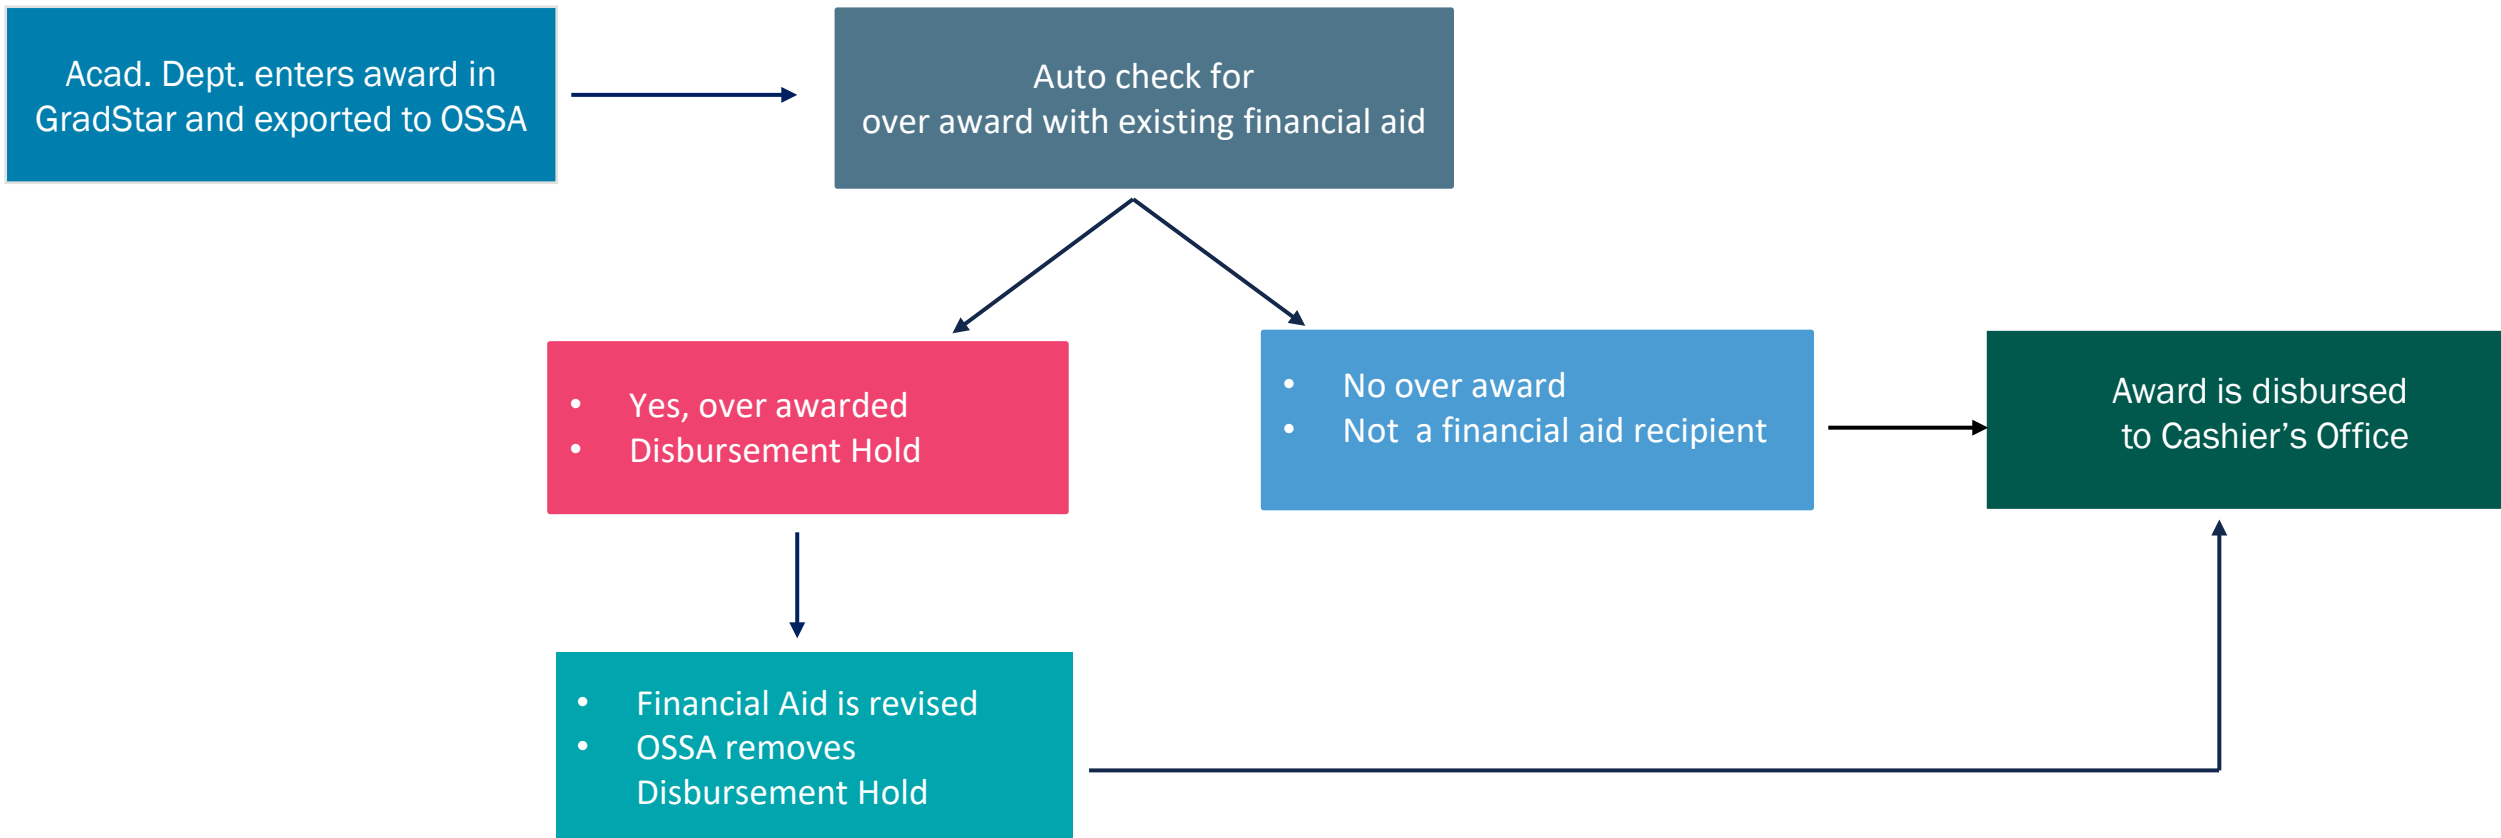 Acad. Dept. enters award in
GradStar and exported to OSSA
Auto check for
over award with existing financial aid
• Yes, over awarded
• Disbursement Hold
• No over award
• Not  a financial aid recipient
Award is disbursed
to Cashier’s Office
• Financial Aid is revised
• OSSA removes
Disbursement Hold